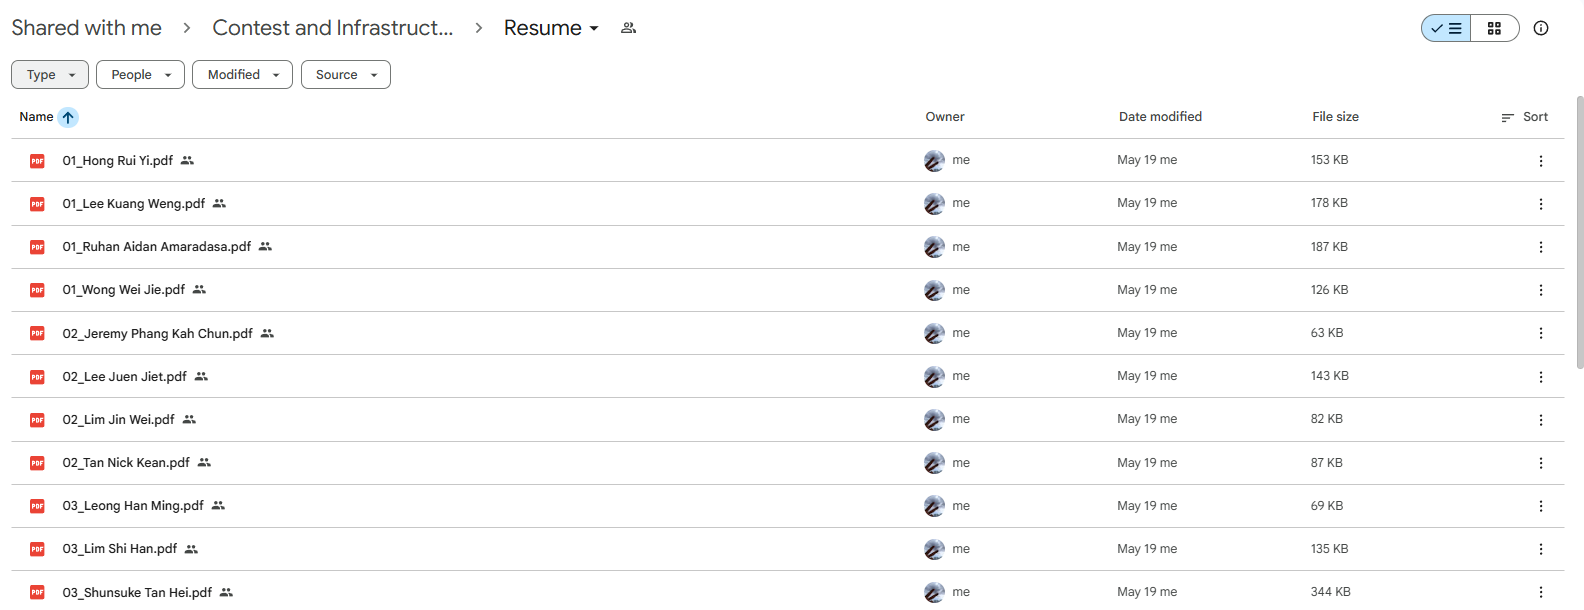 Shared with me > Contest and Infrastruct... > Resume
Type People Modified Source
Name Owner Date modified File size Sort
PDF 01_Hong Rui Yi.pdf me May 19 me 153 KB
PDF 01_Lee Kuang Weng.pdf me May 19 me 178 KB
PDF 01_Ruhan Aidan Amaradasa.pdf me May 19 me 187 KB
PDF 01_Wong Wei Jie.pdf me May 19 me 126 KB
PDF 02_Jeremy Phang Kah Chun.pdf me May 19 me 63 KB
PDF 02_Lee Juen Jiet.pdf me May 19 me 143 KB
PDF 02_Lim Jin Wei.pdf me May 19 me 82 KB
PDF 02_Tan Nick Kean.pdf me May 19 me 87 KB
PDF 03_Leong Han Ming.pdf me May 19 me 69 KB
PDF 03_Lim Shi Han.pdf me May 19 me 135 KB
PDF 03_Shunsuke Tan Hei.pdf me May 19 me 344 KB